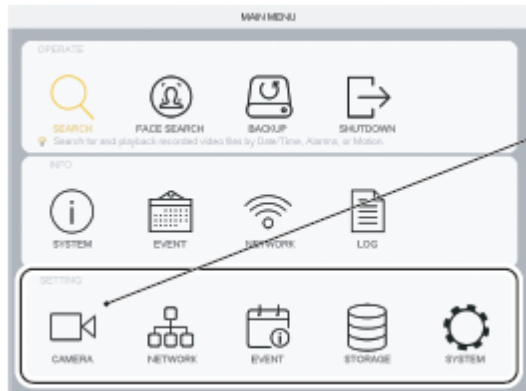 MAIN MENU
OPERATE
SEARCH FACE SEARCH BACKUP SHUTDOWN
Search for and playback recorded video files by Date/Time, Alarms, or Motion.
INFO
SYSTEM EVENT NETWORK LOG
SETTING
CAMERA NETWORK EVENT STORAGE SYSTEM